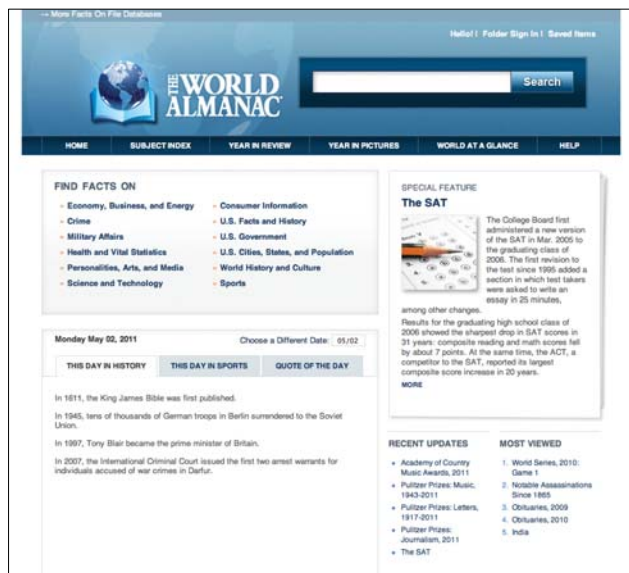 → More Facts On File Databases
Hello! | Folder Sign In | Saved Items
THE WORLD
ALMANAC
Search
HOME SUBJECT INDEX YEAR IN REVIEW YEAR IN PICTURES WORLD AT A GLANCE HELP
FIND FACTS ON
Economy, Business, and Energy
Crime
Military Affairs
Health and Vital Statistics
Personalities, Arts, and Media
Science and Technology
Consumer Information
U.S. Facts and History
U.S. Government
U.S. Cities, States, and Population
World History and Culture
Sports
SPECIAL FEATURE
The SAT
The College Board first
administered a new version
of the SAT in Mar. 2005 to
the graduating class of
2006. The first revision to
the test since 1995 added a
section in which test takers
were asked to write an
essay in 25 minutes,
among other changes.
Results for the graduating high school class of
2006 showed the sharpest drop in SAT scores in
31 years: composite reading and math scores fell
by about 7 points. At the same time, the ACT, a
competitor to the SAT, reported its largest
composite score increase in 20 years.
MORE
Monday May 02, 2011 Choose a Different Date: 05/02
THIS DAY IN HISTORY THIS DAY IN SPORTS QUOTE OF THE DAY
In 1611, the King James Bible was first published.
In 1945, tens of thousands of German troops in Berlin surrendered to the Soviet
Union.
In 1997, Tony Blair became the prime minister of Britain.
In 2007, the International Criminal Court issued the first two arrest warrants for
individuals accused of war crimes in Darfur.
RECENT UPDATES
Academy of Country
Music Awards, 2011
Pulitzer Prizes: Music,
1943-2011
Pulitzer Prizes: Letters,
1917-2011
Pulitzer Prizes:
Journalism, 2011
The SAT
MOST VIEWED
1. World Series, 2010:
Game 1
2. Notable Assassinations
Since 1865
3. Obituaries, 2009
4. Obituaries, 2010
5. India